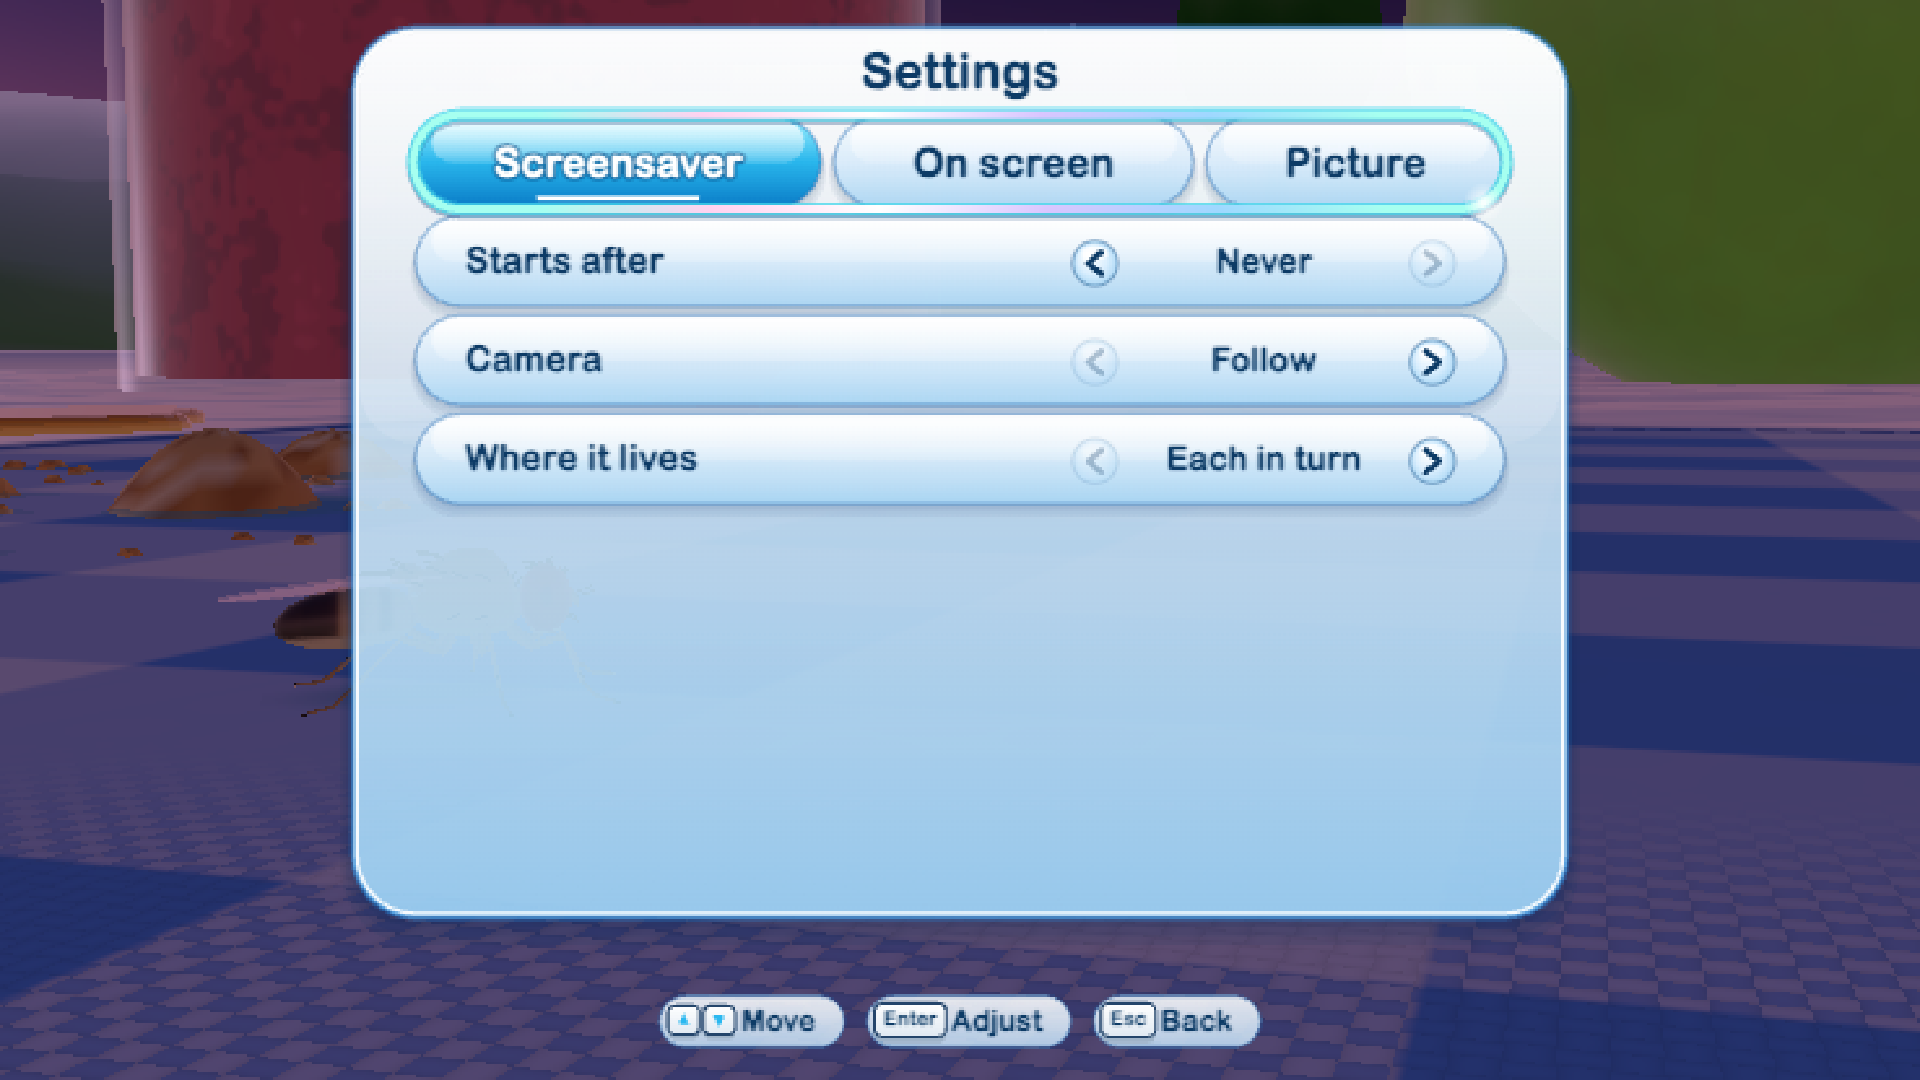 Settings
Screensaver On screen Picture
Starts after Never
Camera Follow
Where it lives Each in turn
Move Enter Adjust Esc Back